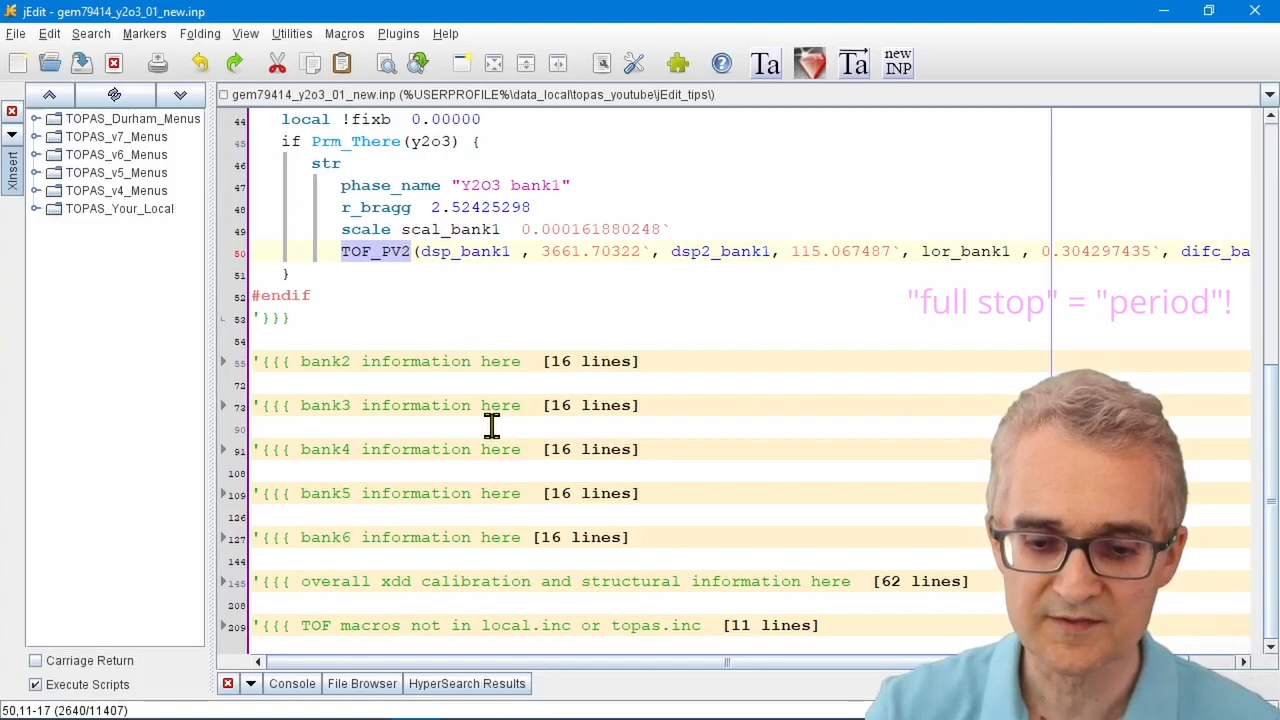 jEdit - gem79414_y2o3_01_new.inp
File Edit Search Markers Folding View Utilities Macros Plugins Help
Ta Ta new INP
gem79414_y2o3_01_new.inp (%USERPROFILE%\data_local\topas_youtube\jEdit_tips\)
XInsert
TOPAS_Durham_Menus
TOPAS_v7_Menus
TOPAS_v6_Menus
TOPAS_v5_Menus
TOPAS_v4_Menus
TOPAS_Your_Local
Carriage Return
Execute Scripts
44 local !fixb 0.00000
45 if Prm_There(y2o3) {
46 str
47 phase_name "Y2O3 bank1"
48 r_bragg 2.52425298
49 scale scal_bank1 0.000161880248`
50 TOF_PV2(dsp_bank1 , 3661.70322`, dsp2_bank1, 115.067487`, lor_bank1 , 0.304297435`, difc_ba
51 }
52 #endif
"full stop" = "period"!
53 '}}}
54
55 '{{{ bank2 information here [16 lines]
72
73 '{{{ bank3 information here [16 lines]
90
91 '{{{ bank4 information here [16 lines]
108
109 '{{{ bank5 information here [16 lines]
126
127 '{{{ bank6 information here [16 lines]
144
145 '{{{ overall xdd calibration and structural information here [62 lines]
208
209 '{{{ TOF macros not in local.inc or topas.inc [11 lines]
Console File Browser HyperSearch Results
50,11-17 (2640/11407)